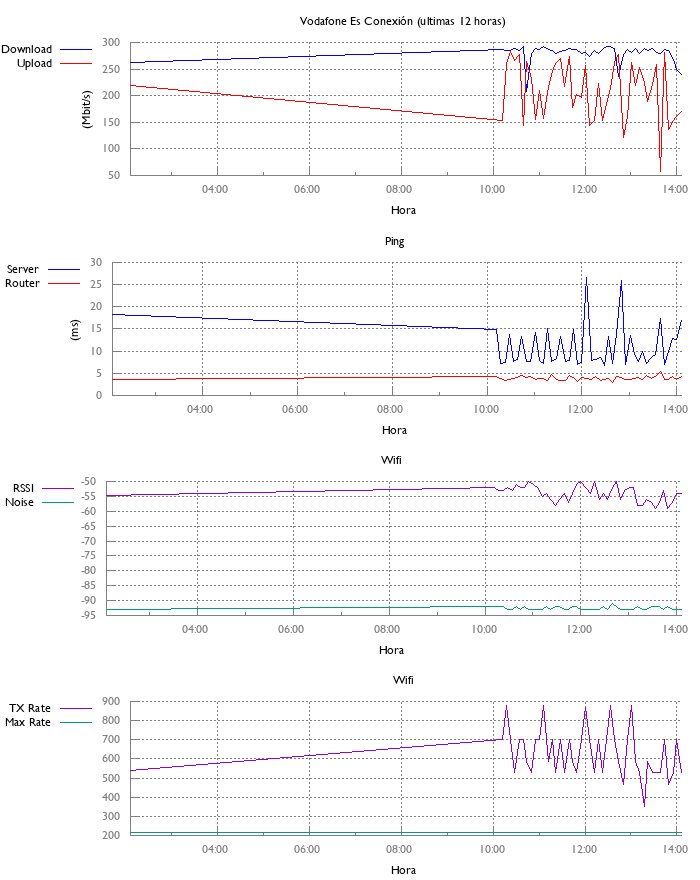 Vodafone Es Conexión (ultimas 12 horas)
Download
Upload
300
250
200
150
100
50
(Mbit/s)
04:00 06:00 08:00 10:00 12:00 14:00
Hora
Ping
Server
Router
30
25
20
15
10
5
0
(ms)
04:00 06:00 08:00 10:00 12:00 14:00
Hora
Wifi
RSSI
Noise
-50
-55
-60
-65
-70
-75
-80
-85
-90
-95
04:00 06:00 08:00 10:00 12:00 14:00
Hora
Wifi
TX Rate
Max Rate
900
800
700
600
500
400
300
200
04:00 06:00 08:00 10:00 12:00 14:00
Hora